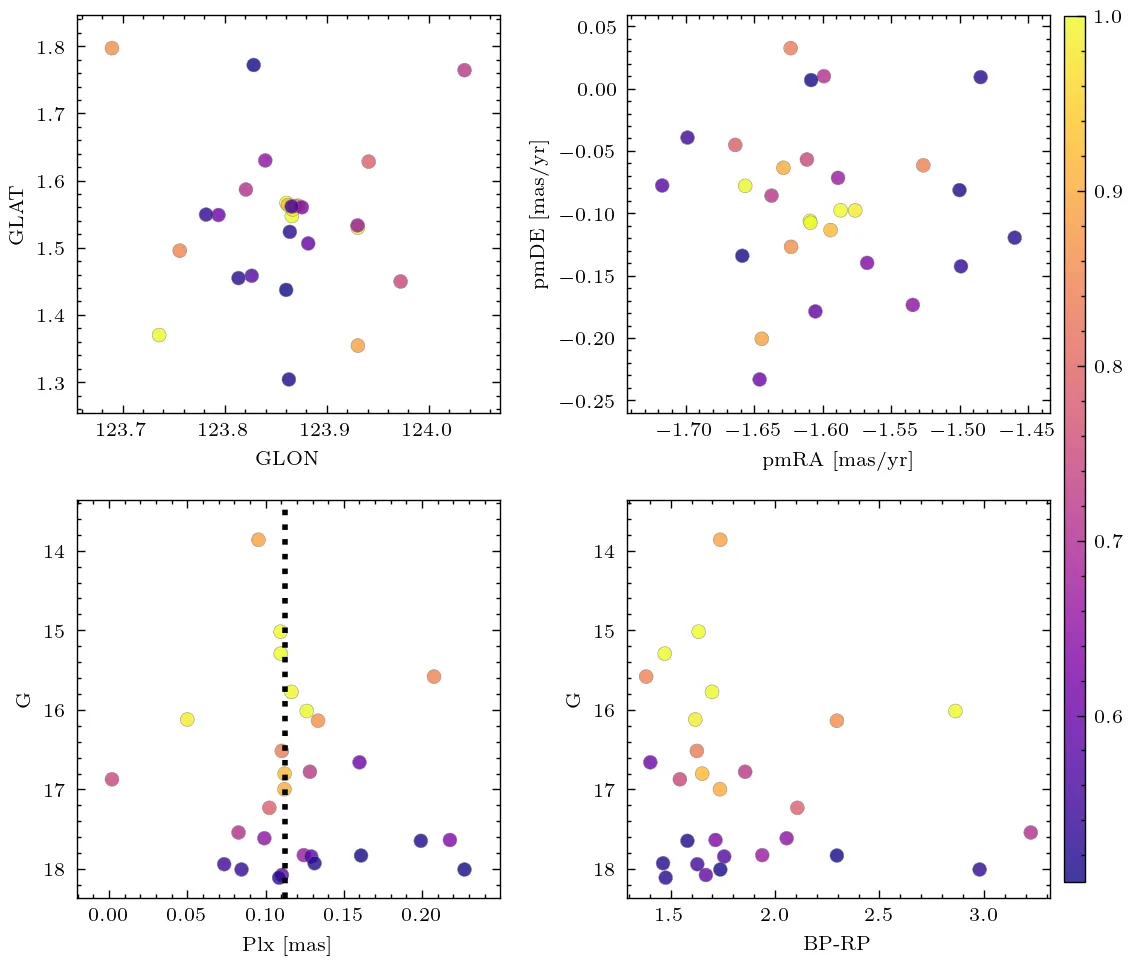 1.8
1.7
1.6
1.5
1.4
1.3
GLAT
123.7 123.8 123.9 124.0
GLON
0.05
0.00
−0.05
−0.10
−0.15
−0.20
−0.25
pmDE [mas/yr]
−1.70 −1.65 −1.60 −1.55 −1.50 −1.45
pmRA [mas/yr]
1.0
0.9
0.8
0.7
0.6
14
15
16
17
18
G
0.00 0.05 0.10 0.15 0.20
Plx [mas]
14
15
16
17
18
G
1.5 2.0 2.5 3.0
BP-RP